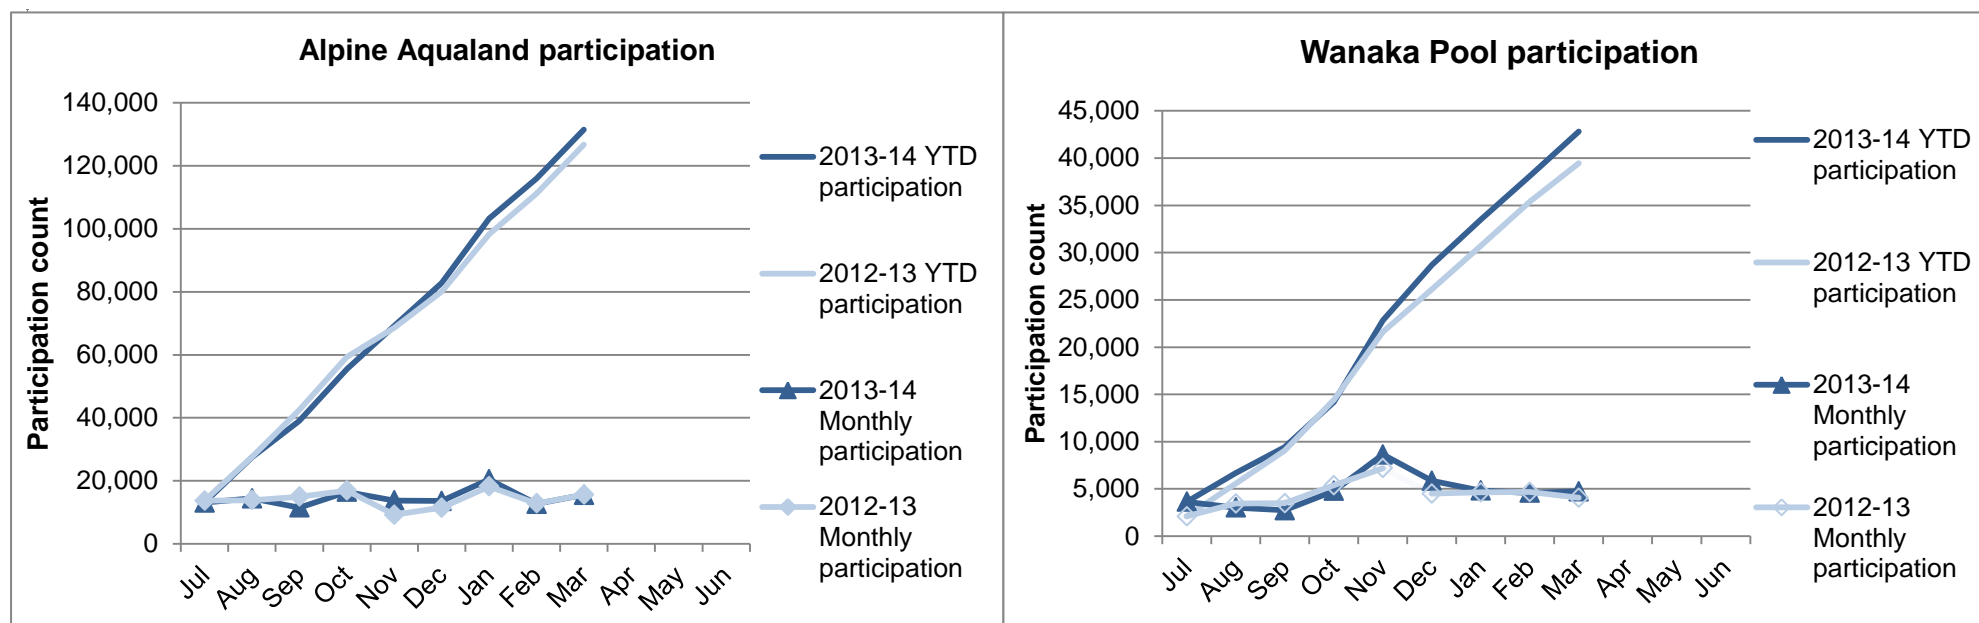 Alpine Aqualand participation
Participation count
140,000
120,000
100,000
80,000
60,000
40,000
20,000
0
Jul
Aug
Sep
Oct
Nov
Dec
Jan
Feb
Mar
Apr
May
Jun
2013-14 YTD
participation
2012-13 YTD
participation
2013-14
Monthly
participation
2012-13
Monthly
participation
Wanaka Pool participation
Participation count
45,000
40,000
35,000
30,000
25,000
20,000
15,000
10,000
5,000
0
Jul
Aug
Sep
Oct
Nov
Dec
Jan
Feb
Mar
Apr
May
Jun
2013-14 YTD
participation
2012-13 YTD
participation
2013-14
Monthly
participation
2012-13
Monthly
participation